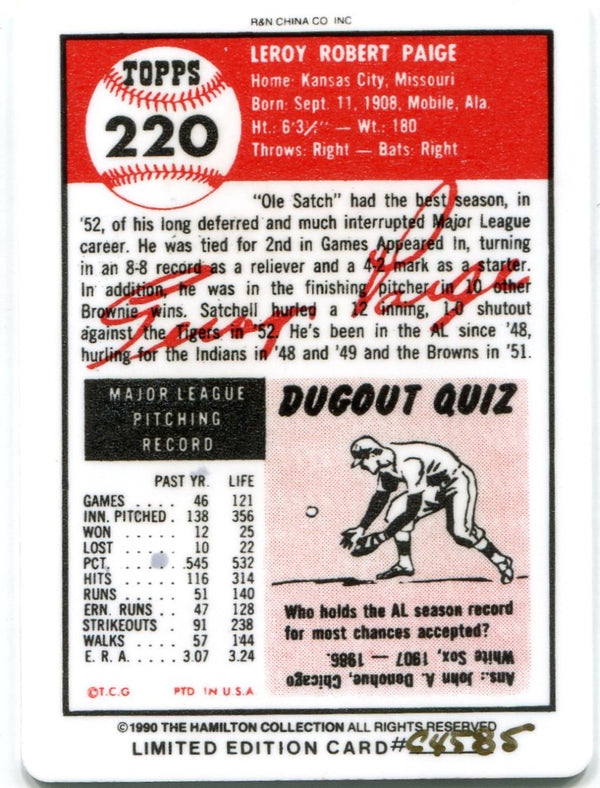 R&N CHINA CO INC
TOPPS
220
LEROY ROBERT PAIGE
Home: Kansas City, Missouri
Born: Sept. 11, 1908, Mobile, Ala.
Ht.: 6'3½" — Wt.: 180
Throws: Right — Bats: Right
"Ole Satch" had the best season, in
'52, of his long deferred and much interrupted Major League
career. He was tied for 2nd in Games Appeared In, turning
in an 8-8 record as a reliever and a 4-2 mark as a starter.
In addition, he was in the finishing pitcher in 10 other
Brownie wins. Satchell hurled a 12 inning, 1-0 shutout
against the Tigers in '52. He's been in the AL since '48,
hurling for the Indians in '48 and '49 and the Browns in '51.
MAJOR LEAGUE
PITCHING
RECORD
PAST YR. LIFE
GAMES .... 46 121
INN. PITCHED . 138 356
WON ..... 12 25
LOST ..... 10 22
PCT. ..... .545 532
HITS ..... 116 314
RUNS ..... 51 140
ERN. RUNS .. 47 128
STRIKEOUTS 91 238
WALKS .... 57 144
E. R. A. .... 3.07 3.24
©T.C.G PTD IN U.S.A
DUGOUT QUIZ
Who holds the AL season record
for most chances accepted?
Ans.: John A. Donohue, Chicago
White Sox, 1907 — 1986.
©1990 THE HAMILTON COLLECTION ALL RIGHTS RESERVED
LIMITED EDITION CARD# C4585